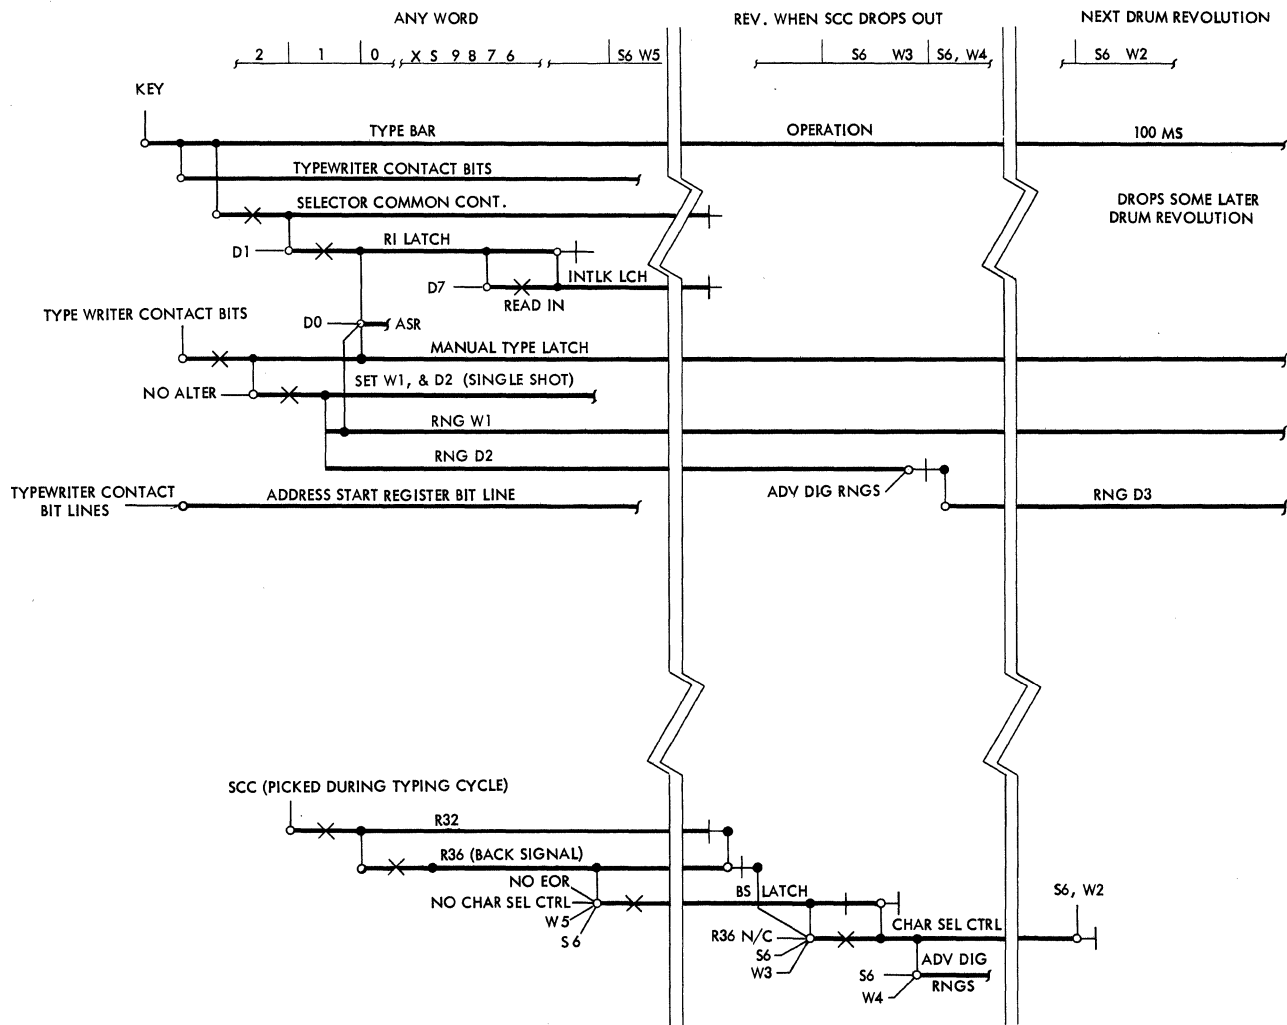 ANY WORD
REV. WHEN SCC DROPS OUT
NEXT DRUM REVOLUTION
2 1 0 X S 9 8 7 6 S6 W5
S6 W3 S6, W4
S6 W2
KEY
TYPE BAR
OPERATION
100 MS
TYPEWRITER CONTACT BITS
SELECTOR COMMON CONT.
DROPS SOME LATER
DRUM REVOLUTION
RI LATCH
D1
INTLK LCH
D7
READ IN
TYPE WRITER CONTACT BITS
D0
ASR
MANUAL TYPE LATCH
SET W1, & D2 (SINGLE SHOT)
NO ALTER
RNG W1
RNG D2
ADV DIG RNGS
TYPEWRITER CONTACT
BIT LINES
ADDRESS START REGISTER BIT LINE
RNG D3
SCC (PICKED DURING TYPING CYCLE)
R32
R36 (BACK SIGNAL)
NO EOR
NO CHAR SEL CTRL
W5
S6
BS LATCH
S6, W2
R36 N/C
S6
W3
CHAR SEL CTRL
ADV DIG
RNGS
S6
W4